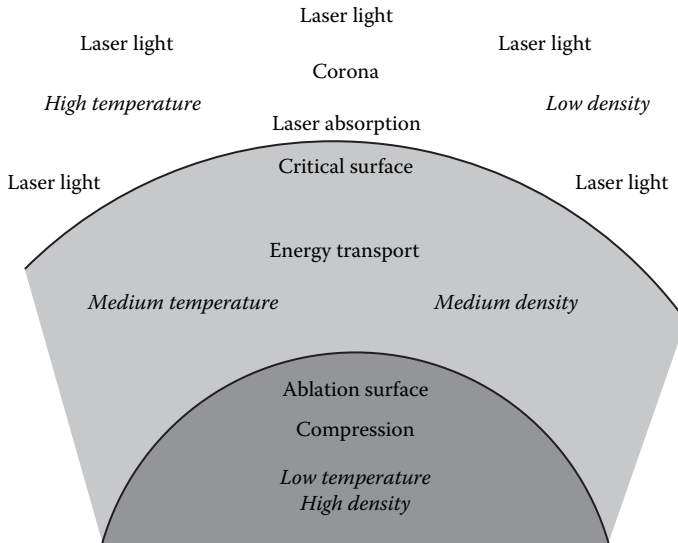 Laser light
Laser light
Laser light
Corona
High temperature
Low density
Laser absorption
Critical surface
Laser light
Laser light
Energy transport
Medium temperature
Medium density
Ablation surface
Compression
Low temperature
High density